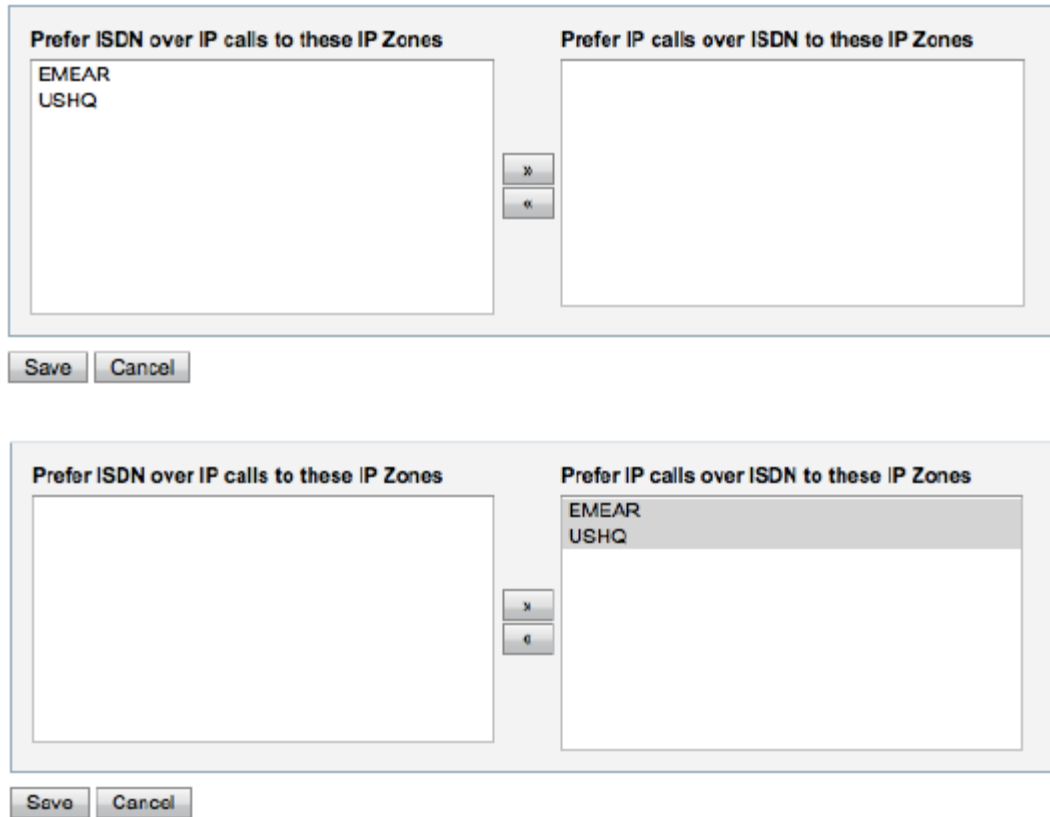 Prefer ISDN over IP calls to these IP Zones
Prefer IP calls over ISDN to these IP Zones
EMEAR
USHQ
»
«
Save
Cancel
Prefer ISDN over IP calls to these IP Zones
Prefer IP calls over ISDN to these IP Zones
EMEAR
USHQ
»
«
Save
Cancel